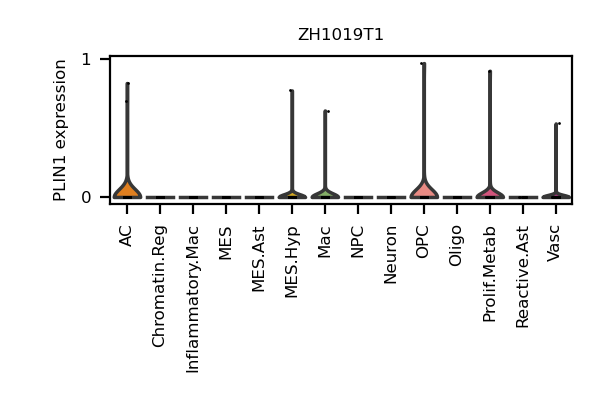 ZH1019T1
PLIN1 expression
1
0
AC
Chromatin.Reg
Inflammatory.Mac
MES
MES.Ast
MES.Hyp
Mac
NPC
Neuron
OPC
Oligo
Prolif.Metab
Reactive.Ast
Vasc